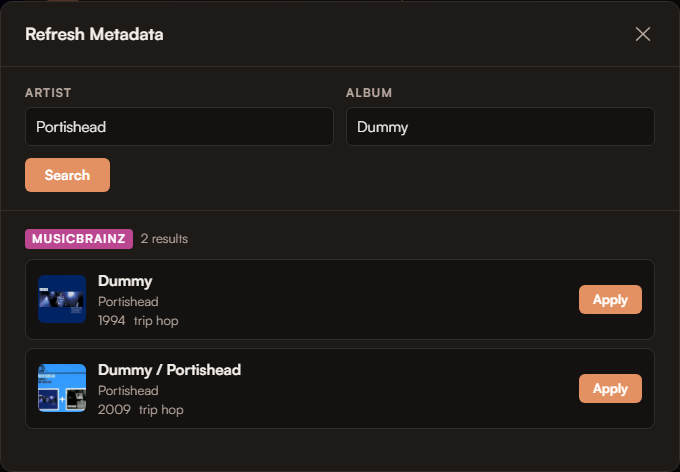 Refresh Metadata
ARTIST
ALBUM
Portishead
Dummy
Search
MUSICBRAINZ 2 results
Dummy
Portishead
1994 trip hop
Apply
Dummy / Portishead
Portishead
2009 trip hop
Apply